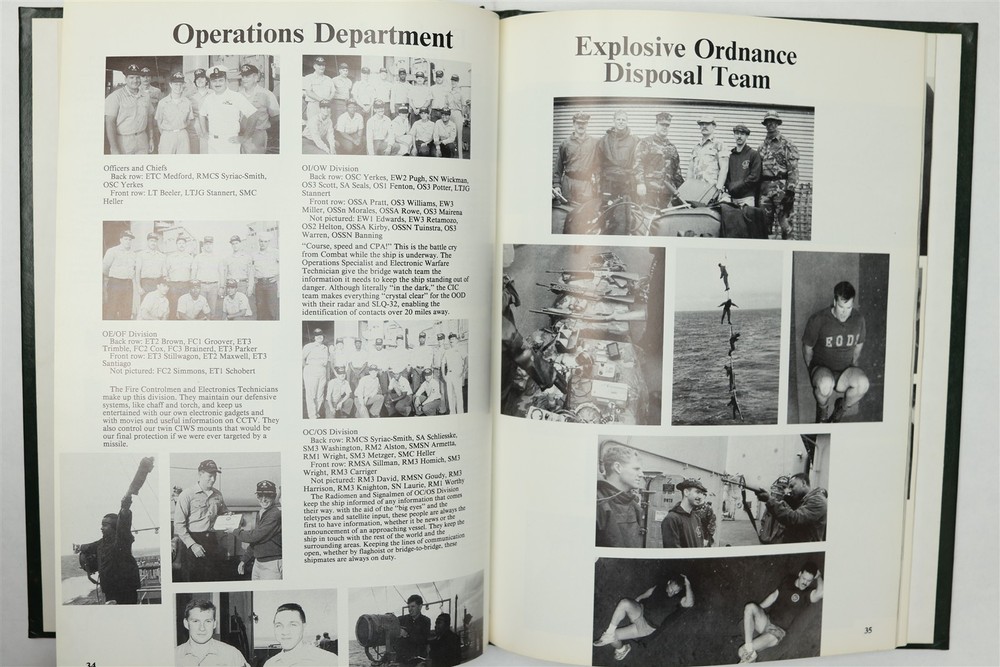 Operations Department
Officers and Chiefs
Back row: ETC Medford, RMCS Syriac-Smith,
OSC Yerkes
Front row: LT Beeler, LTJG Stannert, SMC
Heller
OE/OF Division
Back row: ET2 Brown, FC1 Groover, ET3
Trimble, FC2 Cox, FC3 Brainerd, ET3 Parker
Front row: ET3 Stillwagon, ET2 Maxwell, ET3
Santiago
Not pictured: FC2 Simmons, ET1 Schobert
The Fire Controlmen and Electronics Technicians
make up this division. They maintain our defensive
systems, like chaff and torch, and keep us
entertained with our own electronic gadgets and
with movies and useful information on CCTV. They
also control our twin CIWS mounts that would be
our final protection if we were ever targeted by a
missile.
OI/OW Division
Back row: OSC Yerkes, EW2 Pugh, SN Wickman,
OS3 Scott, SA Seals, OS1 Fenton, OS3 Potter, LTJG
Stannert
Front row: OSSA Pratt, OS3 Williams, EW3
Miller, OSSn Morales, OSSA Rowe, OS3 Mairena
Not pictured: EW1 Edwards, EW3 Retamozo,
OS2 Helton, OSSA Kirby, OSSN Tuinstra, OS3
Warren, OSSN Banning
"Course, speed and CPA!" This is the battle cry
from Combat while the ship is underway. The
Operations Specialist and Electronic Warfare
Technician give the bridge watch team the
information it needs to keep the ship standing out of
danger. Although literally "in the dark," the CIC
team makes everything "crystal clear" for the OOD
with their radar and SLQ-32, enabling the
identification of contacts over 20 miles away.
OC/OS Division
Back row: RMCS Syriac-Smith, SA Schliesske,
SM3 Washington, RM2 Alston, SMSN Armetta,
RM1 Wright, SM3 Metzger, SMC Heller
Front row: RMSA Sillman, RM3 Homich, SM3
Wright, RM3 Carriger
Not pictured: RM3 David, RMSN Goudy, RM3
Harrison, RM3 Knighton, SN Laurie, RM1 Worthy
The Radiomen and Signalmen of OC/OS Division
keep the ship informed of any information that comes
their way. with the aid of the "big eyes" and the
teletypes and satellite input, these people are always the
first to have information, whether it be news or the
announcement of an approaching vessel. They keep the
ship in touch with the rest of the world and the
surrounding areas. Keeping the lines of communication
open, whether by flaghoist or bridge-to-bridge, these
shipmates are always on duty.
34
Explosive Ordnance
Disposal Team
EOD
35